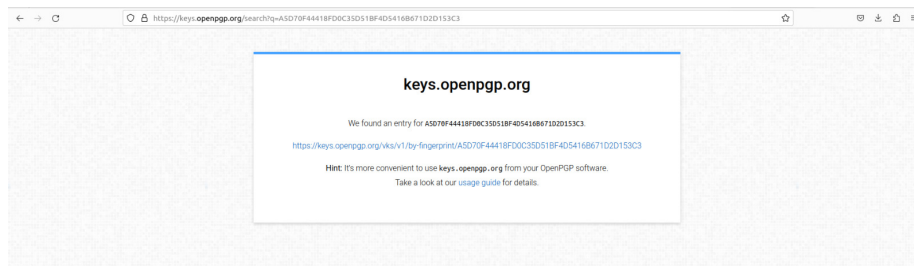 https://keys.openpgp.org/search?q=A5D70F44418FD0C35D51BF4D5416B671D2D153C3
keys.openpgp.org
We found an entry for A5D70F44418FD0C35D51BF4D5416B671D2D153C3.
https://keys.openpgp.org/vks/v1/by-fingerprint/A5D70F44418FD0C35D51BF4D5416B671D2D153C3
Hint: It's more convenient to use keys.openpgp.org from your OpenPGP software.
Take a look at our usage guide for details.